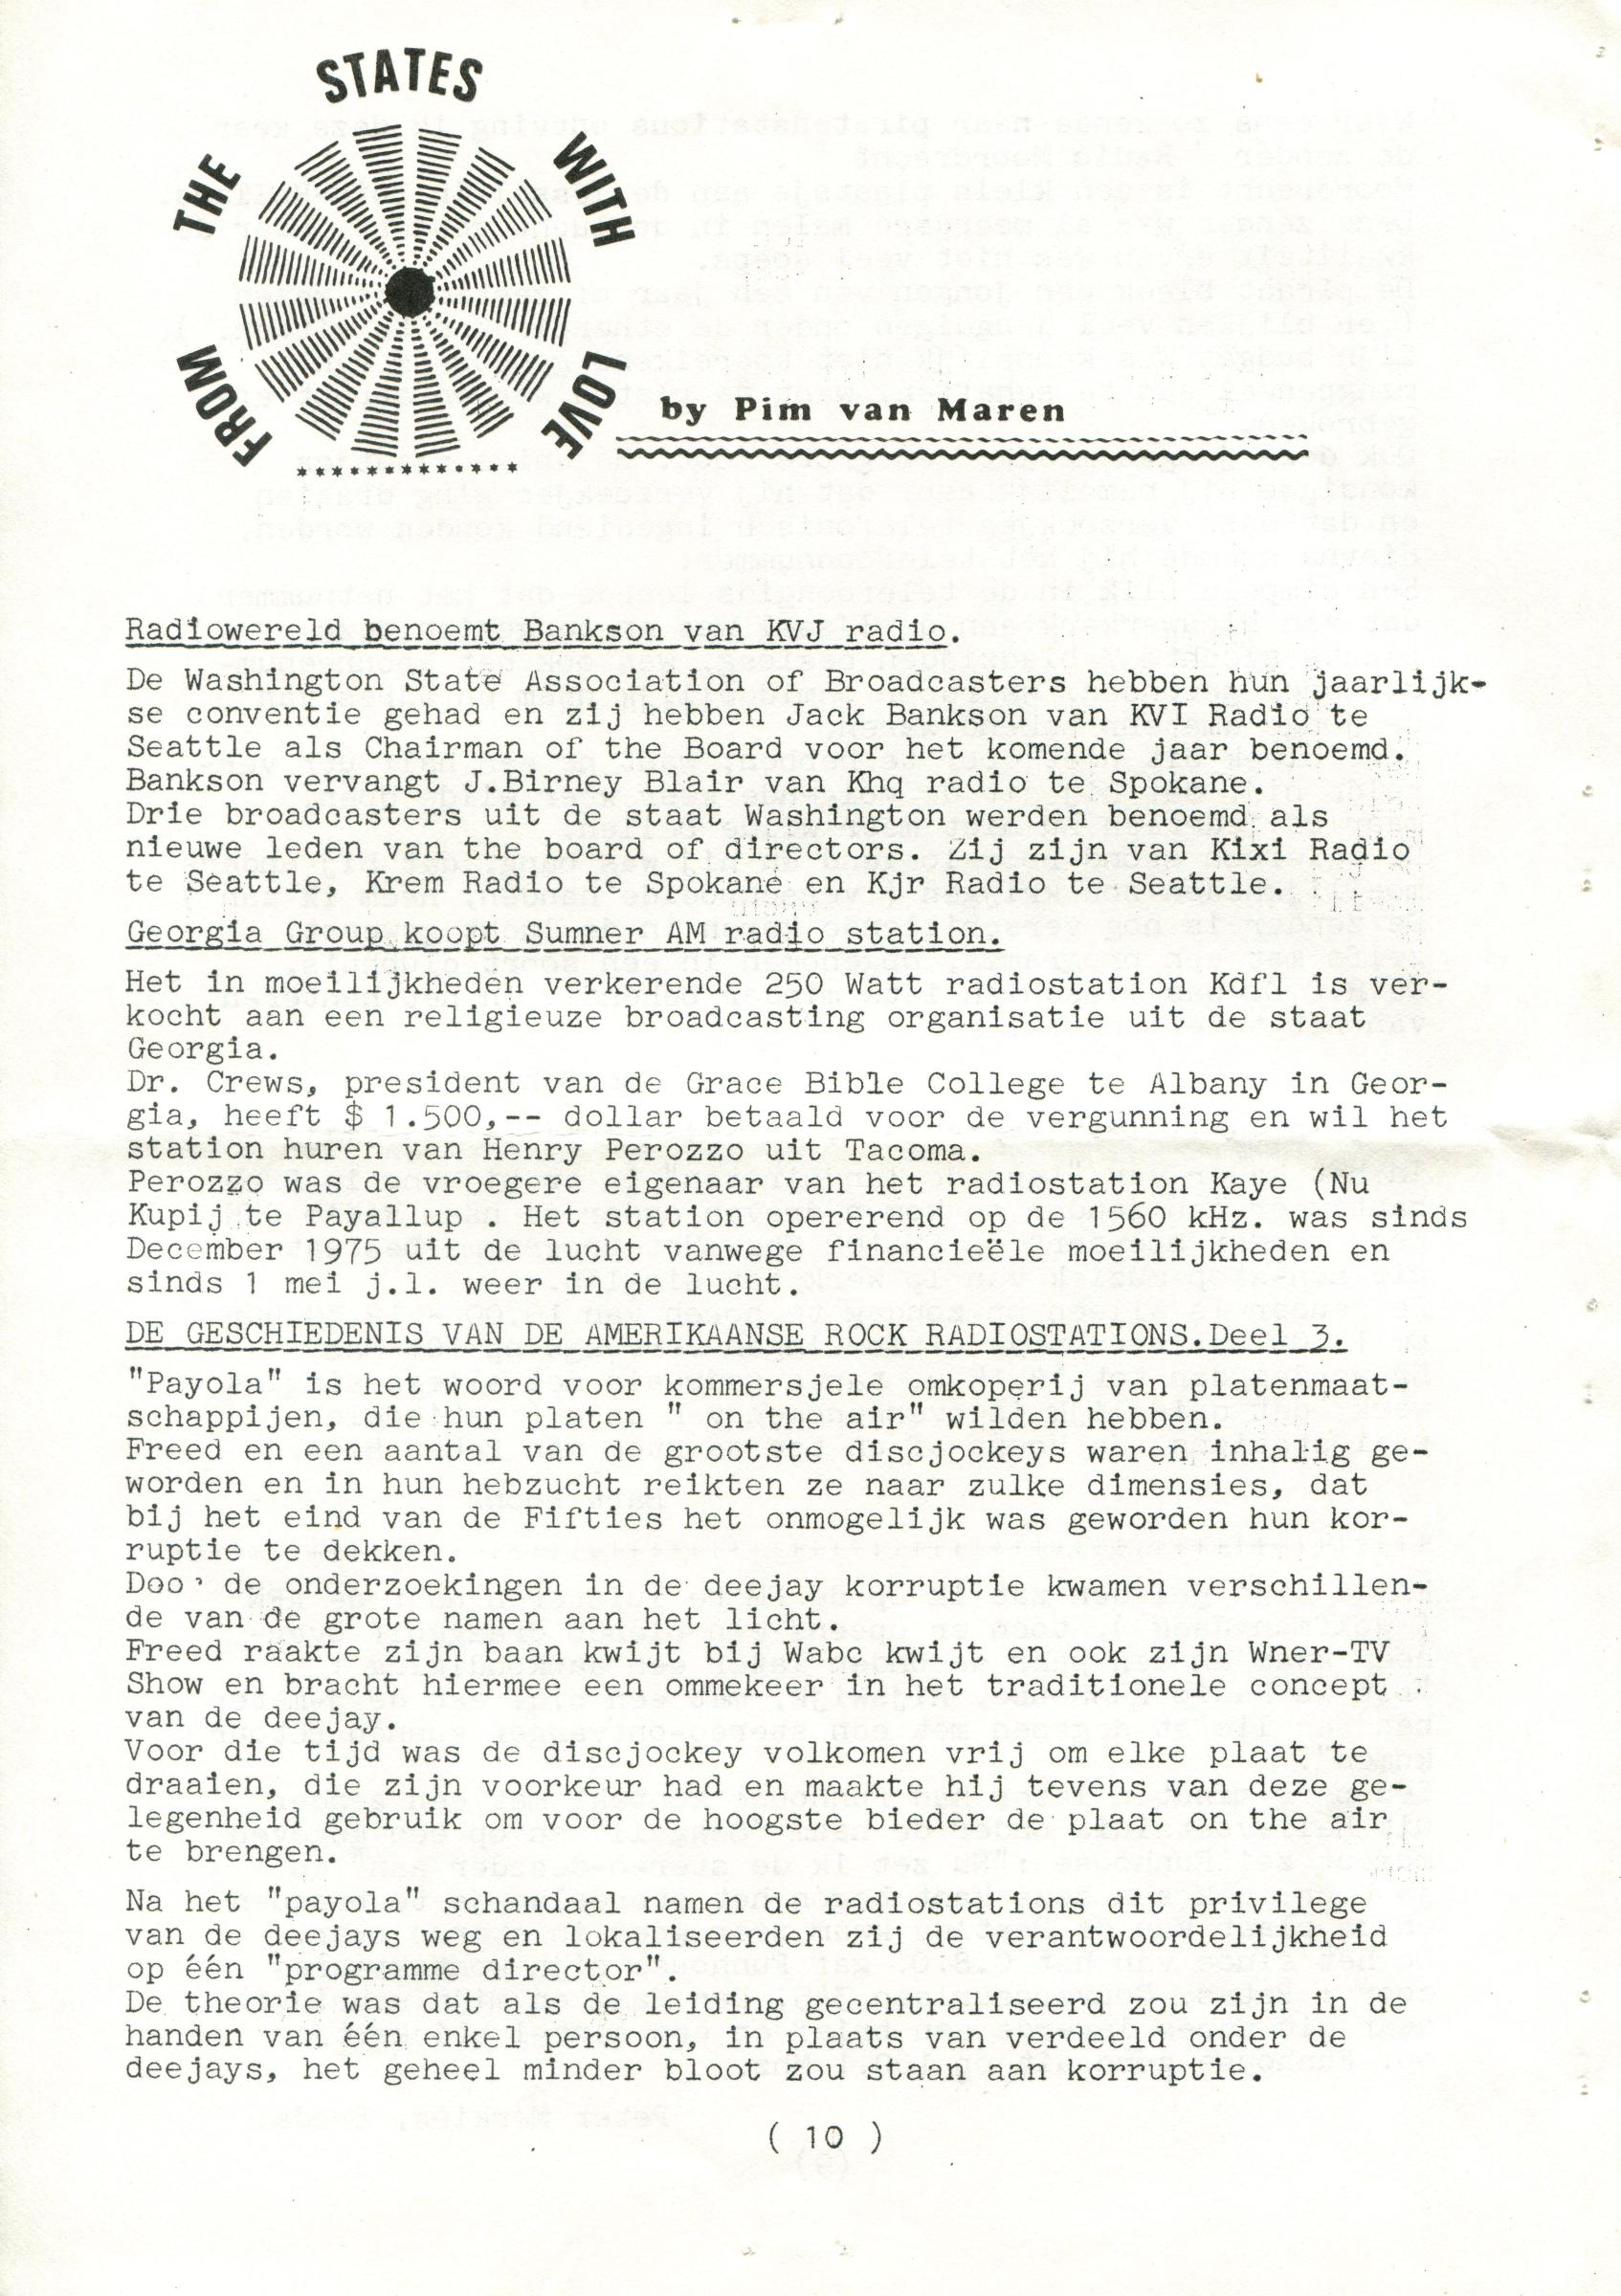 FROM THE STATES WITH LOVE
by Pim van Maren
Radiowereld benoemt Bankson van KVJ radio.
De Washington State Association of Broadcasters hebben hun jaarlijk-
se conventie gehad en zij hebben Jack Bankson van KVI Radio te
Seattle als Chairman of the Board voor het komende jaar benoemd.
Bankson vervangt J.Birney Blair van Khq radio te Spokane.
Drie broadcasters uit de staat Washington werden benoemd als
nieuwe leden van the board of directors. Zij zijn van Kixi Radio
te Seattle, Krem Radio te Spokane en Kjr Radio te Seattle.
Georgia Group koopt Sumner AM radio station.
Het in moeilijkheden verkerende 250 Watt radiostation Kdfl is ver-
kocht aan een religieuze broadcasting organisatie uit de staat
Georgia.
Dr. Crews, president van de Grace Bible College te Albany in Geor-
gia, heeft $ 1.500,-- dollar betaald voor de vergunning en wil het
station huren van Henry Perozzo uit Tacoma.
Perozzo was de vroegere eigenaar van het radiostation Kaye (Nu
Kupij te Payallup . Het station opererend op de 1560 kHz. was sinds
December 1975 uit de lucht vanwege financieële moeilijkheden en
sinds 1 mei j.l. weer in de lucht.
DE GESCHIEDENIS VAN DE AMERIKAANSE ROCK RADIOSTATIONS.Deel 3.
"Payola" is het woord voor kommersjele omkoperij van platenmaat-
schappijen, die hun platen " on the air" wilden hebben.
Freed en een aantal van de grootste discjockeys waren inhalig ge-
worden en in hun hebzucht reikten ze naar zulke dimensies, dat
bij het eind van de Fifties het onmogelijk was geworden hun kor-
ruptie te dekken.
Doo' de onderzoekingen in de deejay korruptie kwamen verschillen-
de van de grote namen aan het licht.
Freed raakte zijn baan kwijt bij Wabc kwijt en ook zijn Wner-TV
Show en bracht hiermee een ommekeer in het traditionele concept
van de deejay.
Voor die tijd was de discjockey volkomen vrij om elke plaat te
draaien, die zijn voorkeur had en maakte hij tevens van deze ge-
legenheid gebruik om voor de hoogste bieder de plaat on the air
te brengen.
Na het "payola" schandaal namen de radiostations dit privilege
van de deejays weg en lokaliseerden zij de verantwoordelijkheid
op één "programme director".
De theorie was dat als de leiding gecentraliseerd zou zijn in de
handen van één enkel persoon, in plaats van verdeeld onder de
deejays, het geheel minder bloot zou staan aan korruptie.
( 10 )